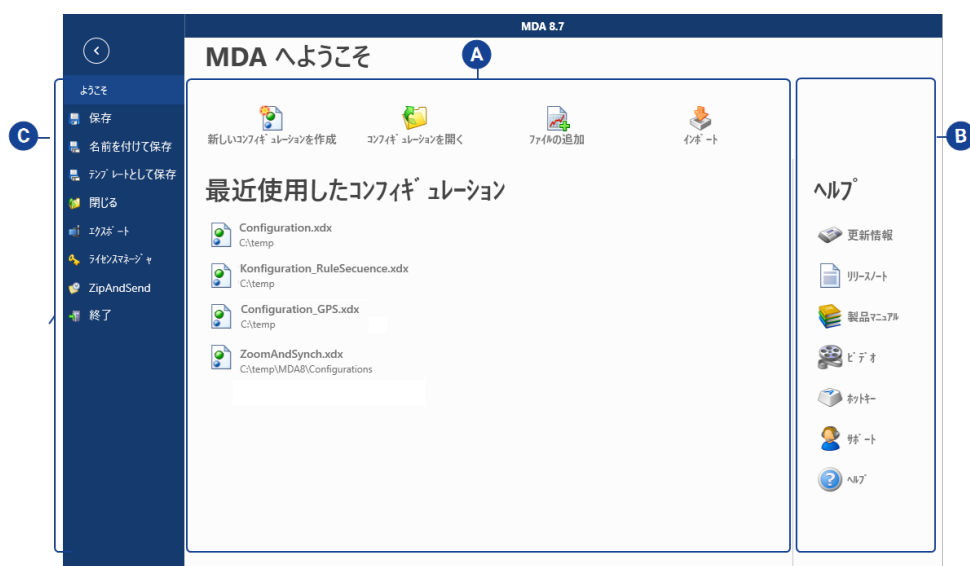 MDA 8.7
MDA へようこそ
A
ようこそ
保存
名前を付けて保存
ﾃﾝﾌﾟﾚｰﾄとして保存
閉じる
ｴｸｽﾎﾟｰﾄ
ﾗｲｾﾝｽﾏﾈｰｼﾞｬ
ZipAndSend
終了
C
新しいｺﾝﾌｨｷﾞｭﾚｰｼｮﾝを作成
ｺﾝﾌｨｷﾞｭﾚｰｼｮﾝを開く
ﾌｧｲﾙの追加
ｲﾝﾎﾟｰﾄ
最近使用したｺﾝﾌｨｷﾞｭﾚｰｼｮﾝ
Configuration.xdx
C:\temp
Konfiguration_RuleSecuence.xdx
C:\temp
Configuration_GPS.xdx
C:\temp
ZoomAndSynch.xdx
C:\temp\MDA8\Configurations
B
ﾍﾙﾌﾟ
更新情報
ﾘﾘｰｽﾉｰﾄ
製品ﾏﾆｭｱﾙ
ﾋﾞﾃﾞｵ
ﾎｯﾄｷｰ
ｻﾎﾟｰﾄ
ﾍﾙﾌﾟ